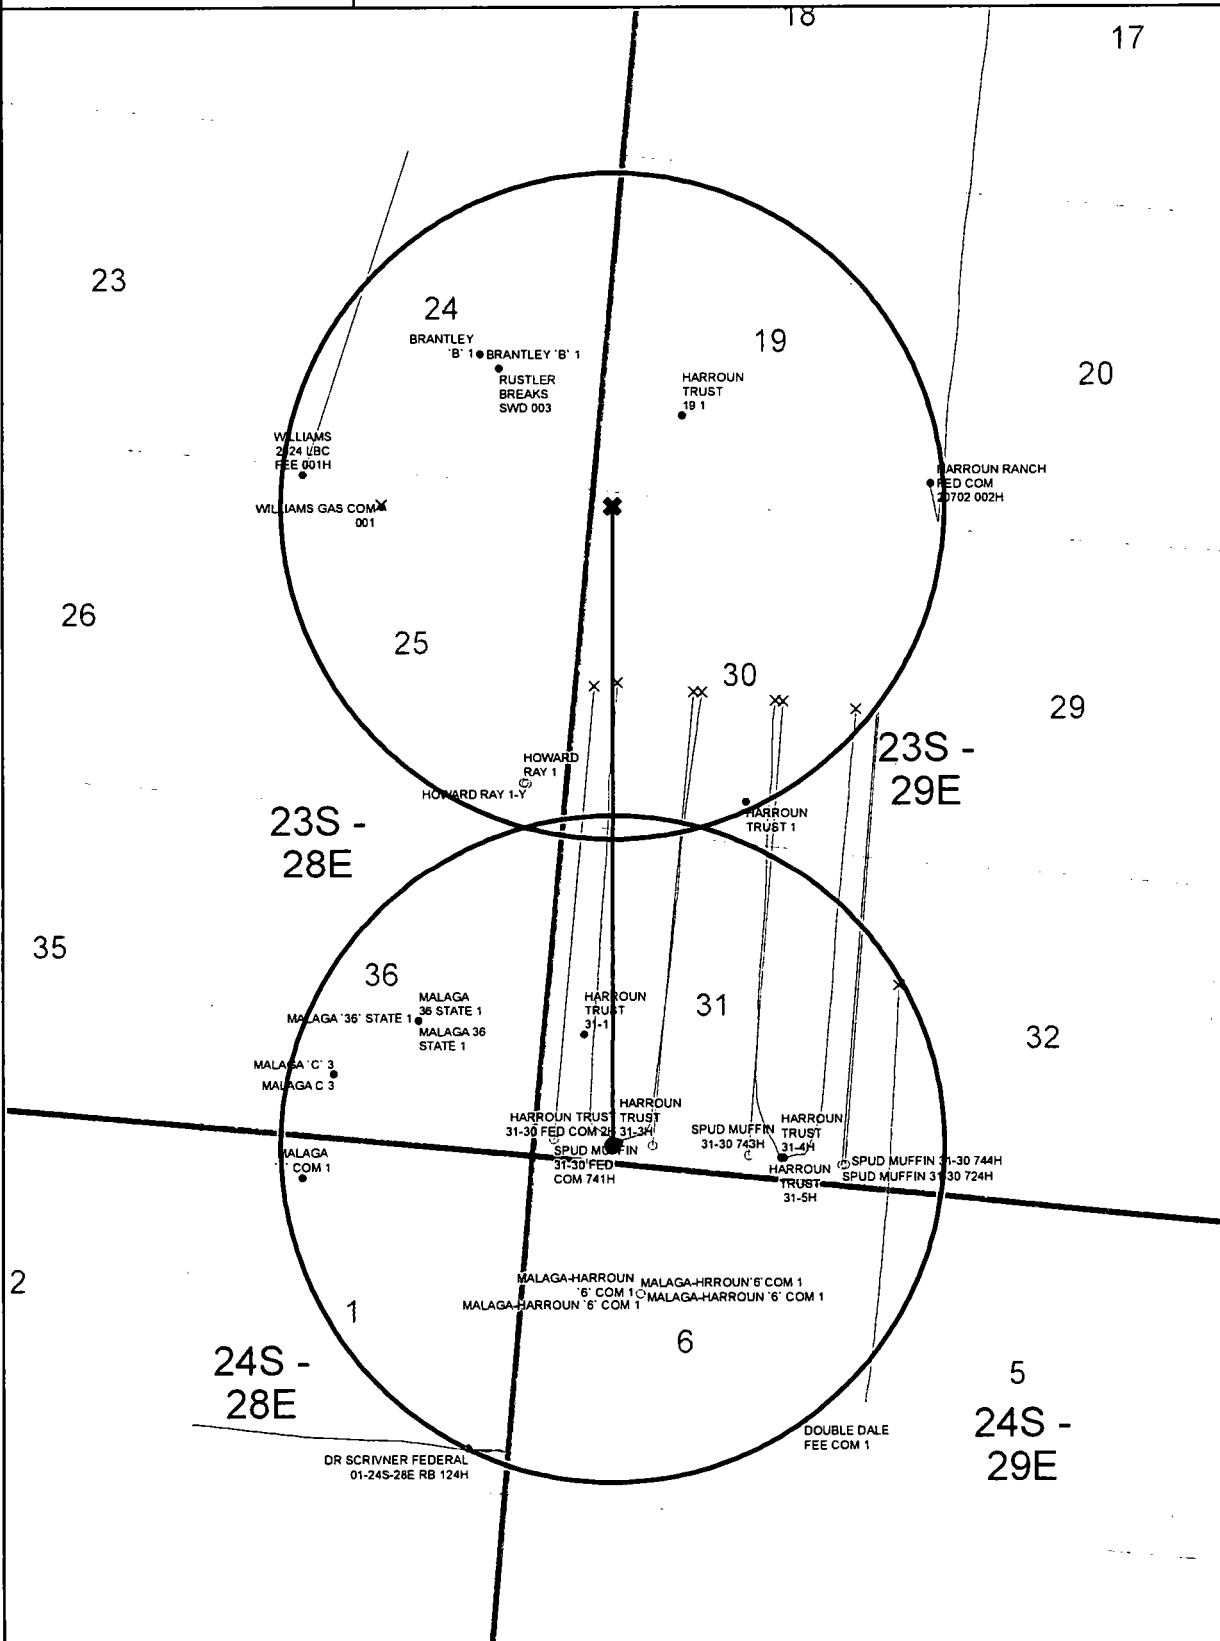 18
17
23
24
19
20
BRANTLEY
'B' 1
BRANTLEY 'B' 1
RUSTLER
BREAKS
SWD 003
HARROUN
TRUST
19 1
WILLIAMS
LBC
FEE 001H
HARROUN RANCH
FED COM
20702 002H
WILLIAMS GAS COM
001
26
25
30
29
23S -
29E
HOWARD
RAY 1
HOWARD RAY 1-Y
HARROUN
TRUST 1
23S -
28E
35
36
31
32
MALAGA
36 STATE 1
MALAGA '36' STATE 1
MALAGA 36
STATE 1
HARROUN
TRUST
31-1
MALAGA 'C' 3
MALAGA C 3
HARROUN TRUST
31-30 FED COM 2H
HARROUN
TRUST
31-3H
SPUD MUFFIN
31-30 FED
COM 741H
SPUD MUFFIN
31-30 743H
HARROUN
TRUST
31-4H
HARROUN
TRUST
31-5H
SPUD MUFFIN 31-30 744H
SPUD MUFFIN 31-30 724H
MALAGA
COM 1
2
1
MALAGA-HARROUN
'6' COM 1
MALAGA-HRROUN'6'COM 1
MALAGA-HARROUN '6' COM 1
MALAGA-HARROUN '6' COM 1
6
5
24S -
28E
24S -
29E
DOUBLE DALE
FEE COM 1
DR SCRIVNER FEDERAL
01-24S-28E RB 124H